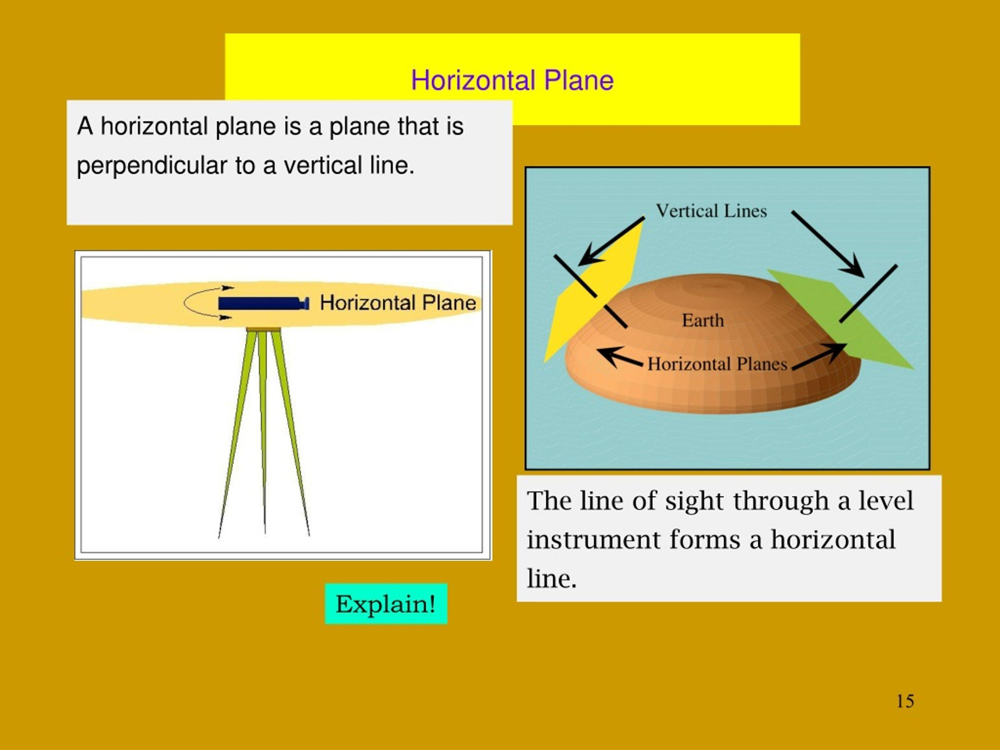 Horizontal Plane
A horizontal plane is a plane that is
perpendicular to a vertical line.
Horizontal Plane
Vertical Lines
Earth
Horizontal Planes
The line of sight through a level
instrument forms a horizontal
line.
Explain!
15